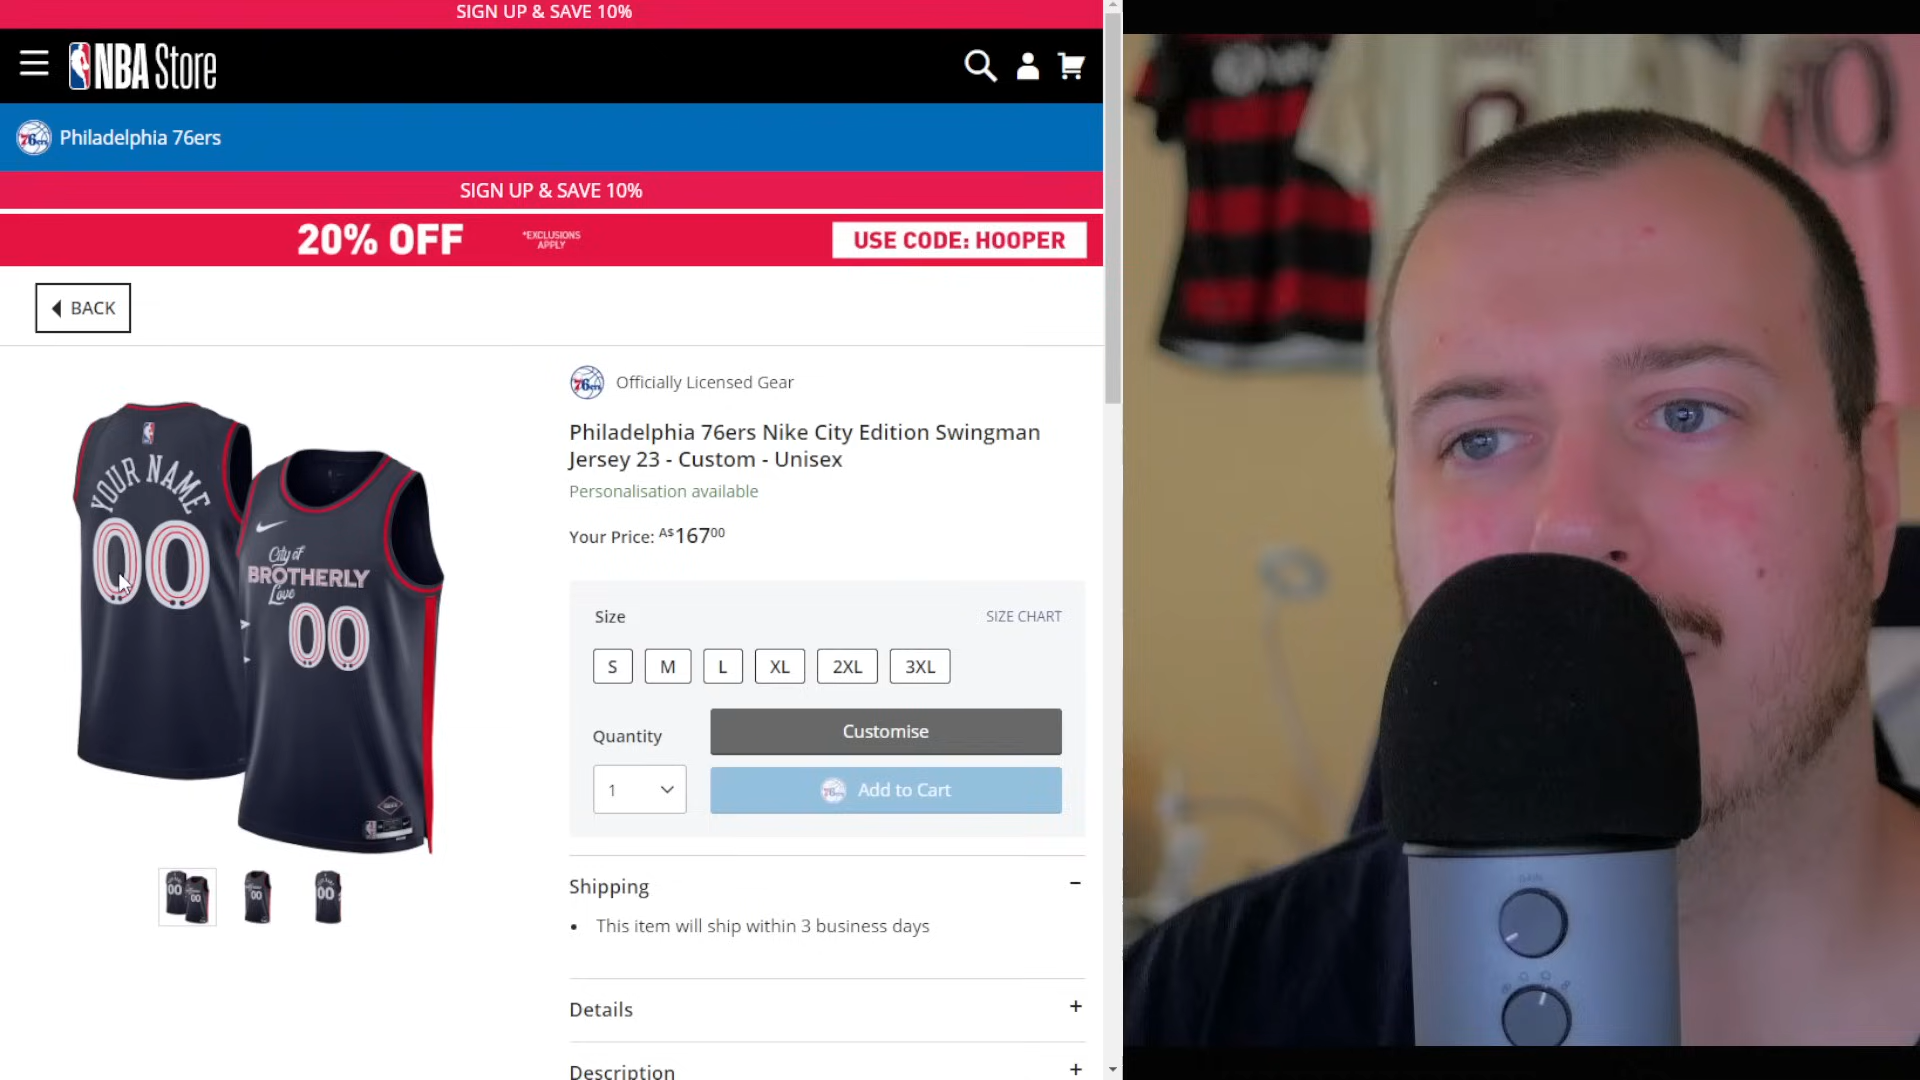 SIGN UP & SAVE 10%
NBA Store
76ers Philadelphia 76ers
SIGN UP & SAVE 10%
20% OFF
*EXCLUSIONS
APPLY
USE CODE: HOOPER
BACK
76ers Officially Licensed Gear
Philadelphia 76ers Nike City Edition Swingman
Jersey 23 - Custom - Unisex
Personalisation available
Your Price: A$167⁰⁰
YOUR NAME
00
City of
BROTHERLY
Love
00
Size
SIZE CHART
S M L XL 2XL 3XL
Quantity
Customise
1
Add to Cart
Shipping
−
• This item will ship within 3 business days
Details
+
Description
+
GAIN